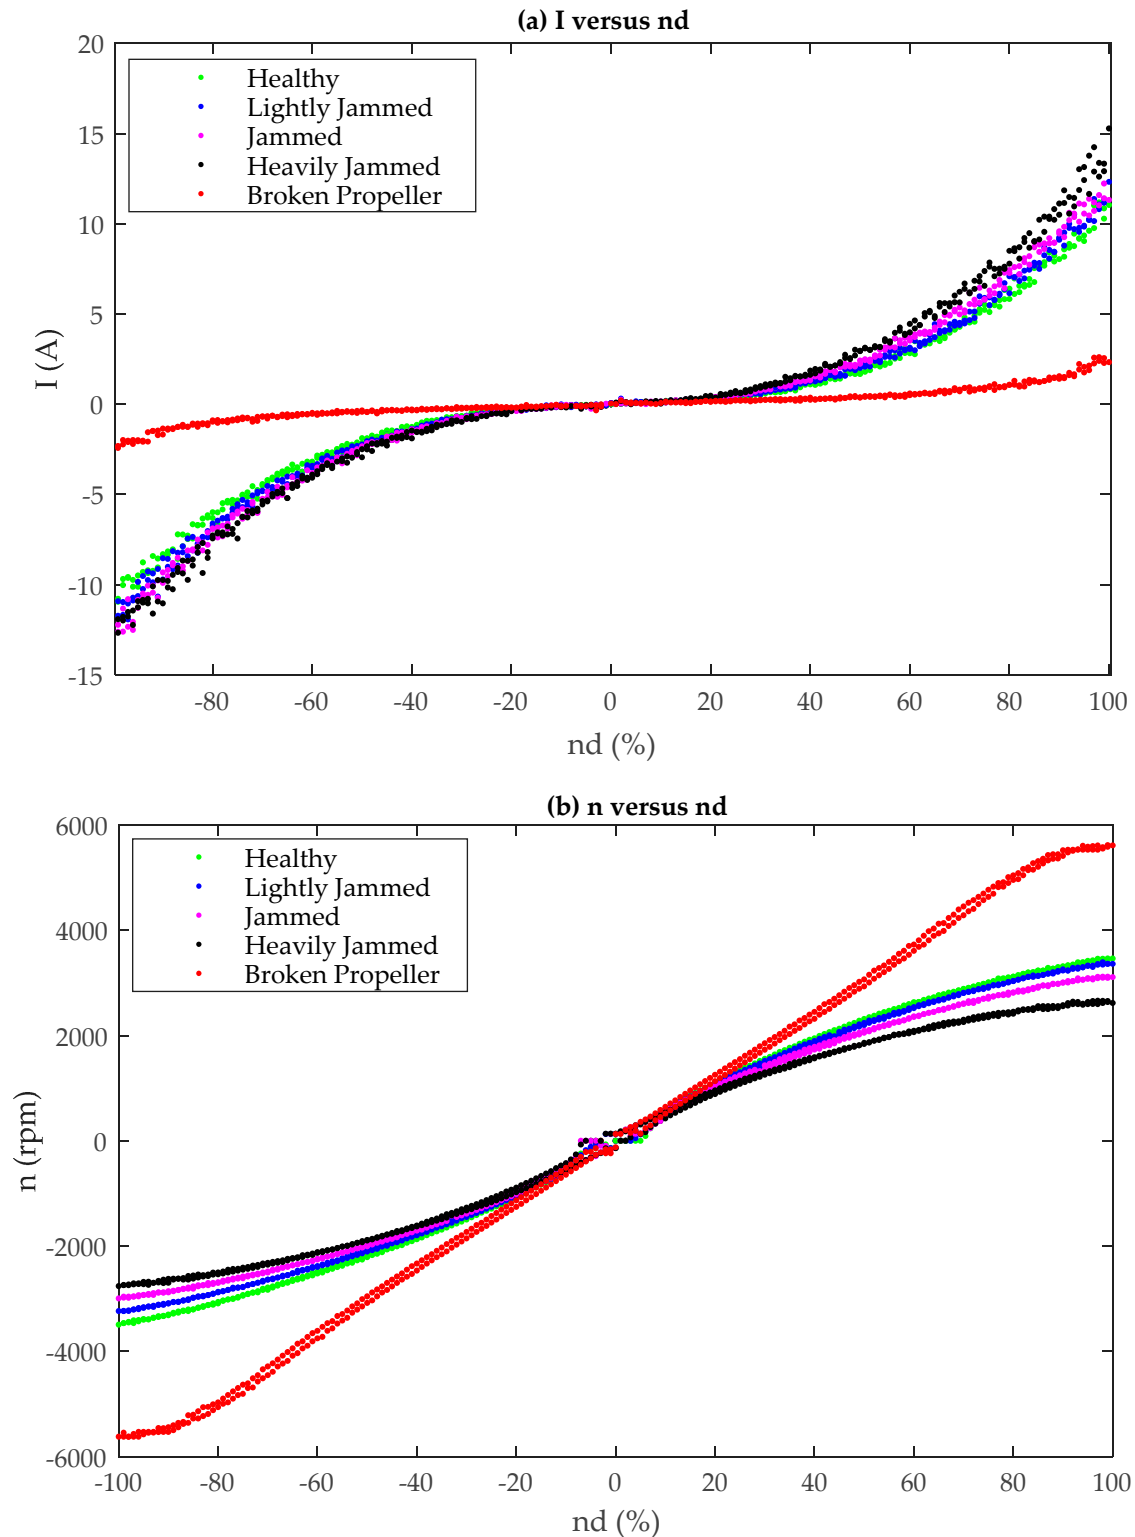 (a) I versus nd
20
15
10
5
0
-5
-10
-15
I (A)
Healthy
Lightly Jammed
Jammed
Heavily Jammed
Broken Propeller
-80 -60 -40 -20 0 20 40 60 80 100
nd (%)
(b) n versus nd
6000
4000
2000
0
-2000
-4000
-6000
n (rpm)
Healthy
Lightly Jammed
Jammed
Heavily Jammed
Broken Propeller
-100 -80 -60 -40 -20 0 20 40 60 80 100
nd (%)